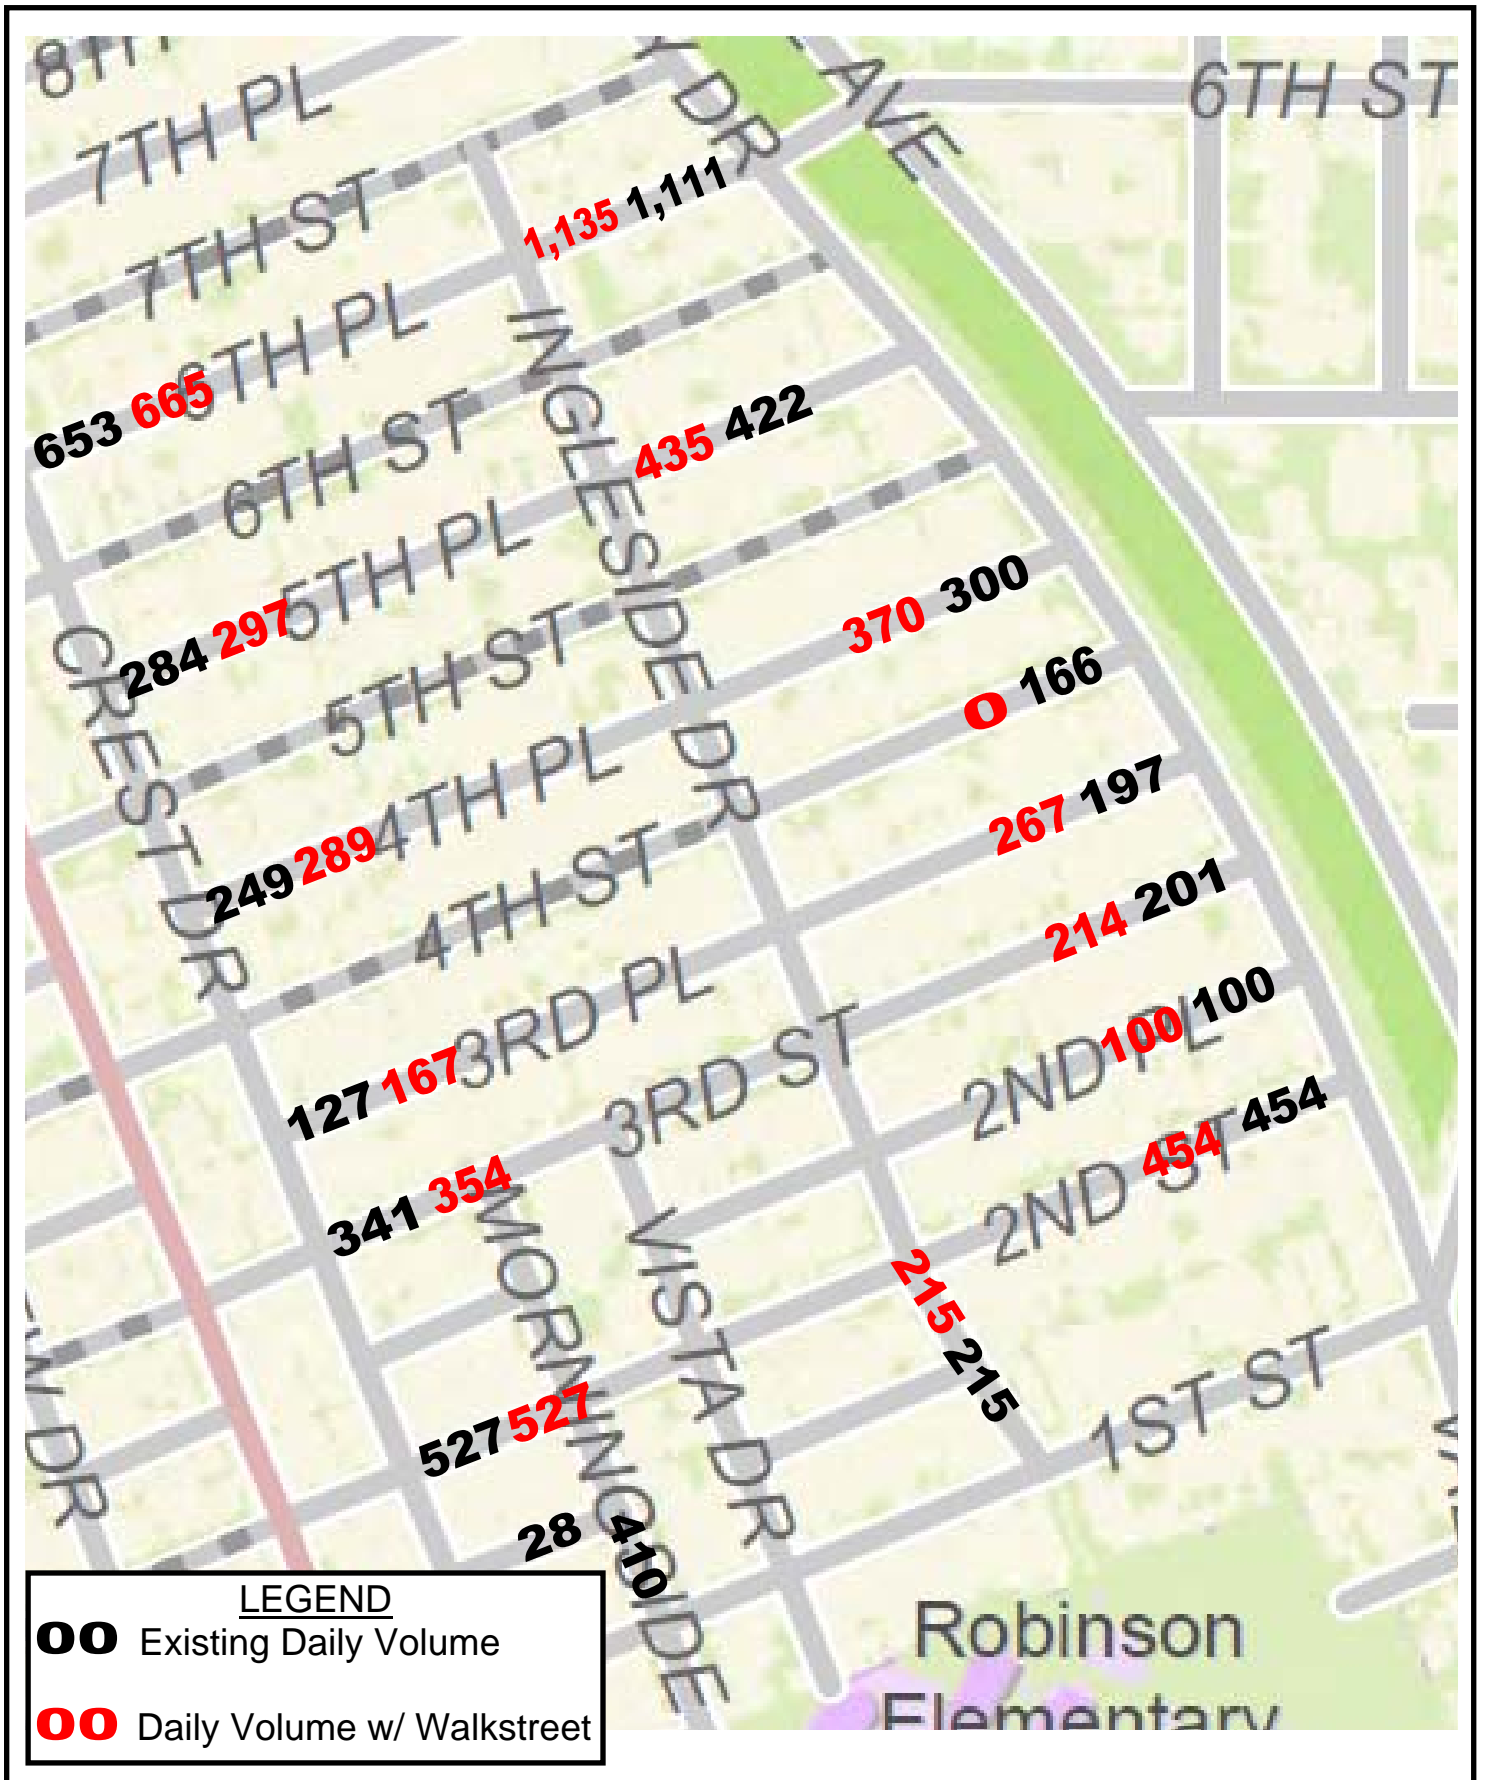 8TH
6TH ST
Y DR
AVE
7TH PL
1,135 1,111
7TH ST
6TH PL
653 665
INGLESIDE DR
435 422
6TH ST
5TH PL
284 297
370 300
CREST DR
5TH ST
0 166
4TH PL
249 289
267 197
4TH ST
214 201
3RD PL
127 167
100 100
2ND PL
3RD ST
454 454
2ND ST
341 354
MORNINGSIDE
VISTA DR
215 215
1ST ST
W DR
527 527
28
410
Robinson
Elementary
LEGEND
00 Existing Daily Volume
00 Daily Volume w/ Walkstreet